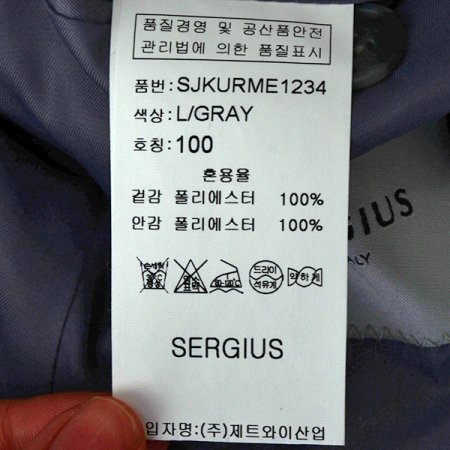 품질경영 및 공산품안전
관리법에 의한 품질표시
품번: SJKURME1234
색상: L/GRAY
호칭: 100
혼용율
겉감 폴리에스터 100%
안감 폴리에스터 100%
드라이
석유계
약하게
SERGIUS
입자명:(주)제트와이산업
GIUS
ALY